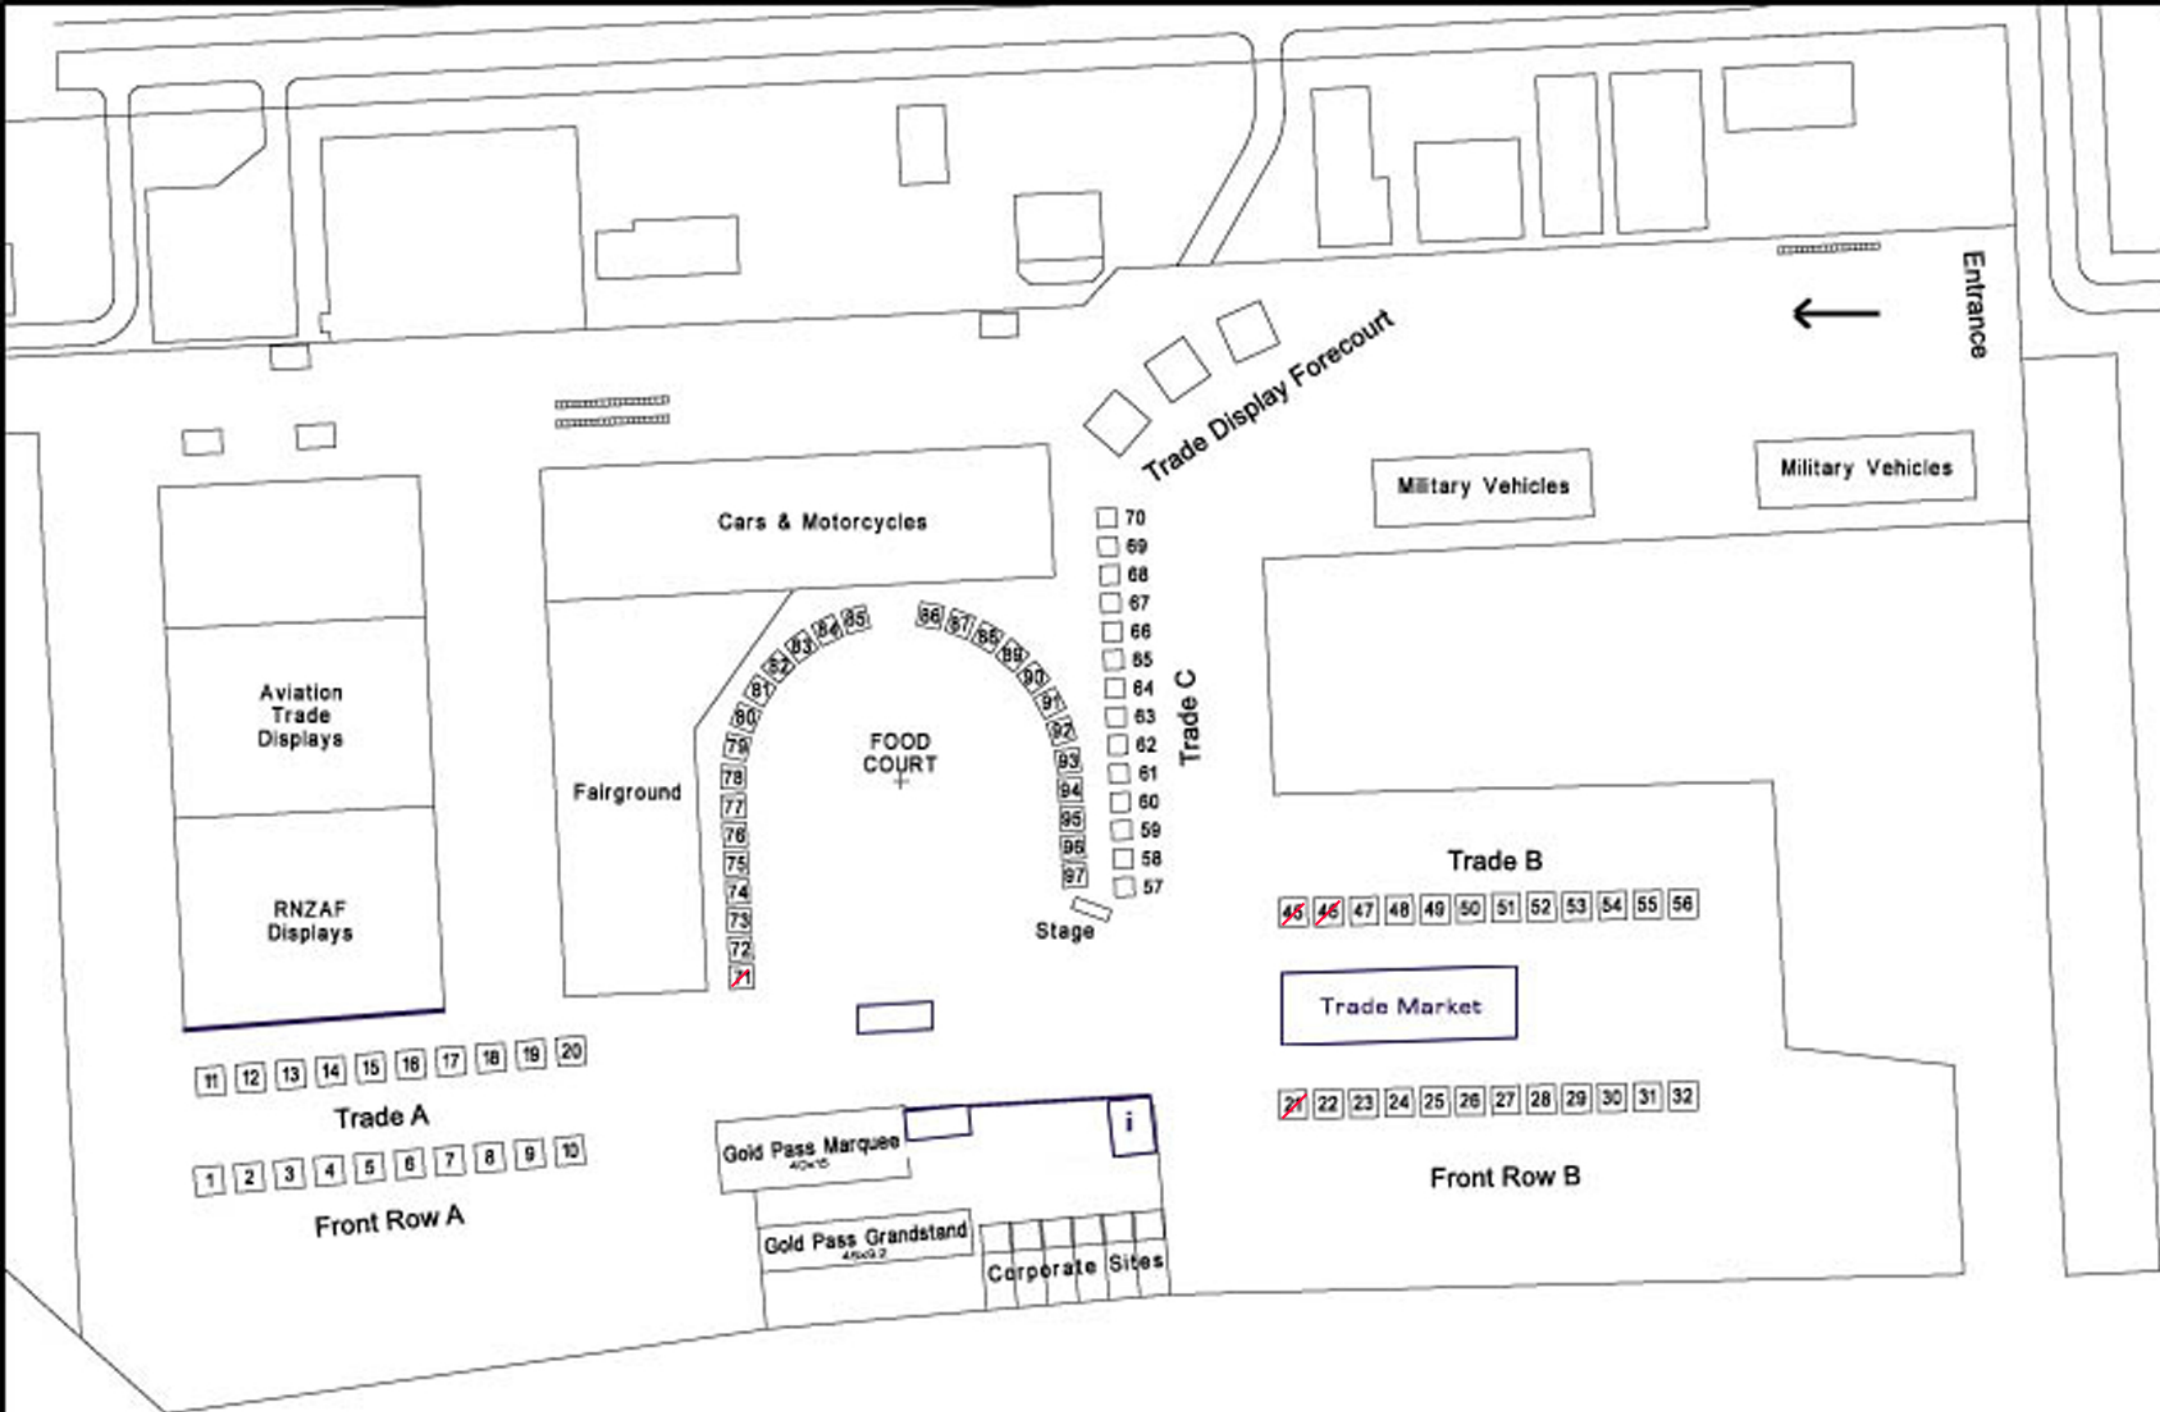 Entrance
Trade Display Forecourt
Military Vehicles
Military Vehicles
Cars & Motorcycles
70
69
68
67
66
65
64
63
62
61
60
59
58
57
Trade C
85
84
83
82
81
80
79
78
77
76
75
74
73
72
71
86
87
88
89
90
91
92
93
94
95
96
97
FOOD
COURT
Fairground
Aviation
Trade
Displays
RNZAF
Displays
Stage
Trade B
45 46 47 48 49 50 51 52 53 54 55 56
Trade Market
21 22 23 24 25 26 27 28 29 30 31 32
Front Row B
11 12 13 14 15 16 17 18 19 20
Trade A
1 2 3 4 5 6 7 8 9 10
Front Row A
Gold Pass Marquee
40x15
i
Gold Pass Grandstand
Corporate Sites